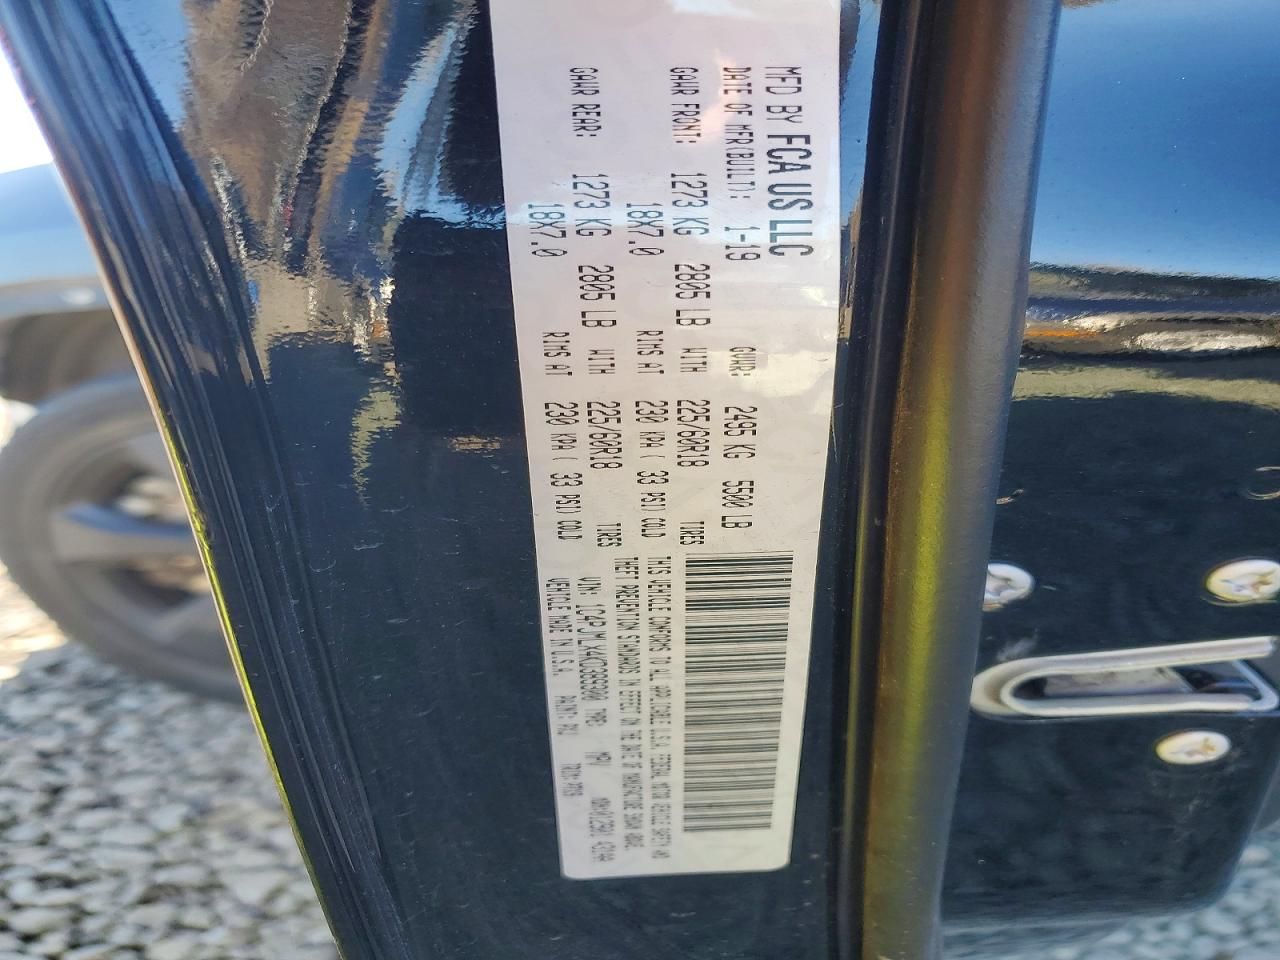 MFD BY FCA US LLC
DATE OF MFR(BUILT): 1-19 GVWR: 2495 KG 5500 LB
GAWR FRONT: 1273 KG 2805 LB WITH 225/60R18 TIRES
18X7.0 RIMS AT 230 KPA( 33 PSI) COLD
GAWR REAR: 1273 KG 2805 LB WITH 225/60R18 TIRES
18X7.0 RIMS AT 230 KPA( 33 PSI) COLD
THIS VEHICLE CONFORMS TO ALL APPLICABLE U.S.A. FEDERAL MOTOR VEHICLE SAFETY AND
THEFT PREVENTION STANDARDS IN EFFECT ON THE DATE OF MANUFACTURE SHOWN ABOVE.
VIN: 1C4PJMLX4KD389300 TYPE: MPV
VEHICLE MADE IN U.S.A. PAINT: TRIM: